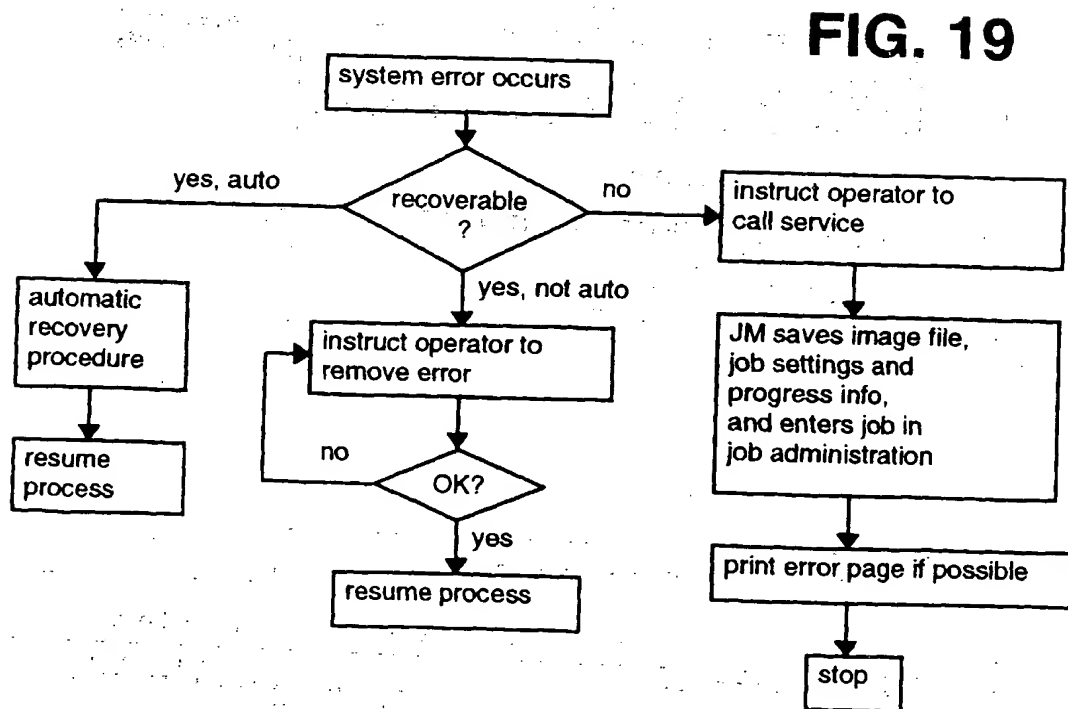 FIG. 19
system error occurs
yes, auto
recoverable
?
no
instruct operator to
call service
yes, not auto
automatic
recovery
procedure
instruct operator to
remove error
JM saves image file,
job settings and
progress info,
and enters job in
job administration
resume
process
no
OK?
yes
resume process
print error page if possible
stop